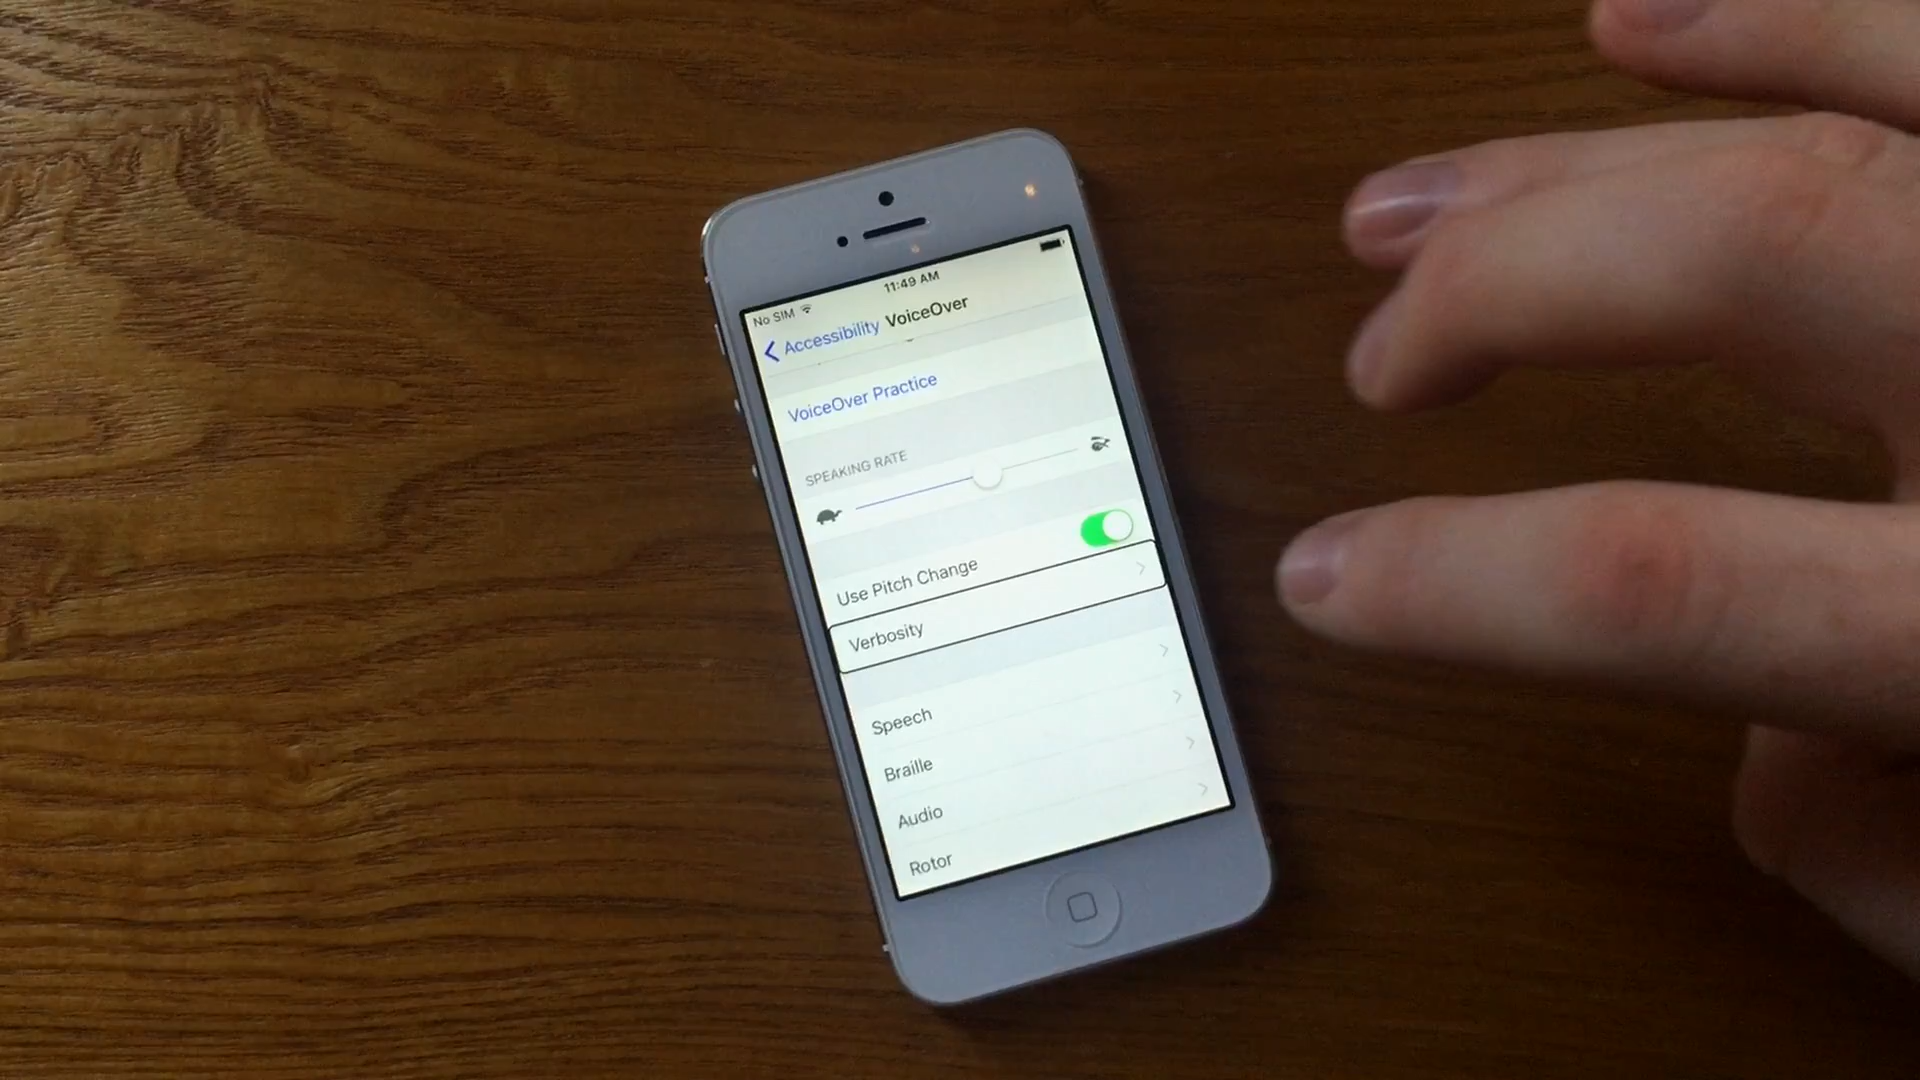 No SIM 11:49 AM
Accessibility VoiceOver
VoiceOver Practice
SPEAKING RATE
Use Pitch Change
Verbosity
Speech
Braille
Audio
Rotor